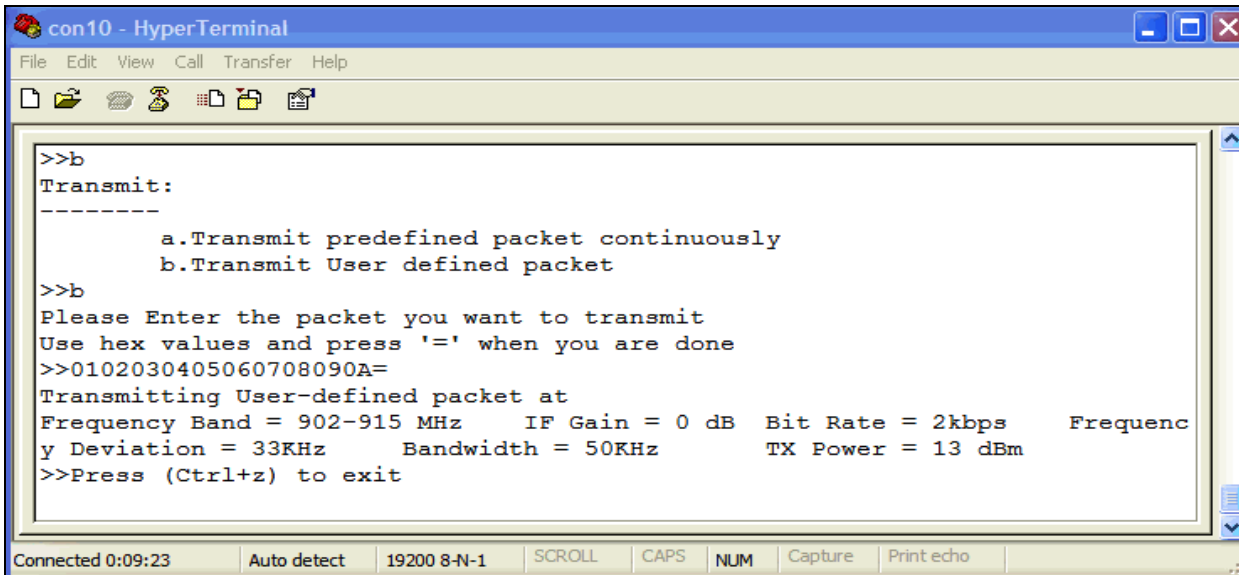 con10 - HyperTerminal
File Edit View Call Transfer Help
>>b
Transmit:
--------
a.Transmit predefined packet continuously
b.Transmit User defined packet
>>b
Please Enter the packet you want to transmit
Use hex values and press '=' when you are done
>>0102030405060708090A=
Transmitting User-defined packet at
Frequency Band = 902-915 MHz IF Gain = 0 dB Bit Rate = 2kbps Frequenc
y Deviation = 33KHz Bandwidth = 50KHz TX Power = 13 dBm
>>Press (Ctrl+z) to exit
Connected 0:09:23 Auto detect 19200 8-N-1 SCROLL CAPS NUM Capture Print echo